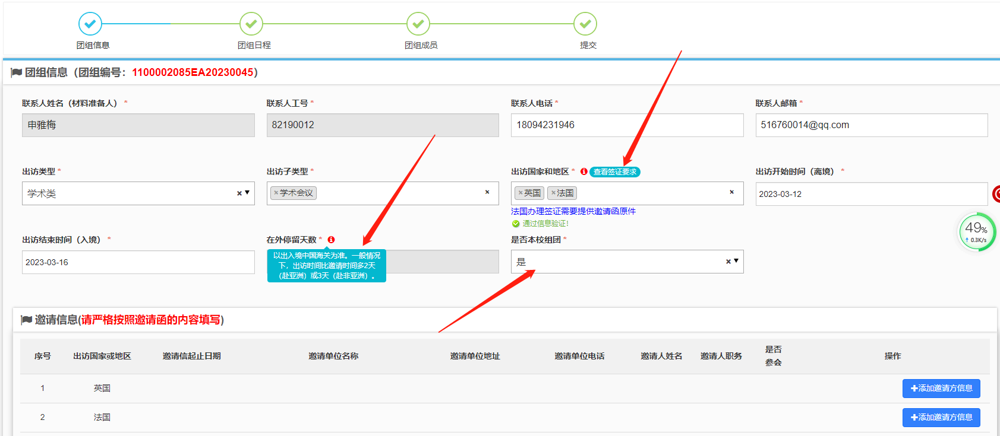 团组信息
团组日程
团组成员
提交
团组信息（团组编号：1100002085EA20230045）
联系人姓名（材料准备人） *
联系人工号 *
联系人电话 *
联系人邮箱 *
申雅梅
82190012
18094231946
516760014@qq.com
出访类型 *
出访子类型 *
出访国家和地区 * 查看签证要求
出访开始时间（离境） *
学术类 × ▼
×学术会议 ×
×英国 ×法国 ×
2023-03-12
法国办理签证需要提供邀请函原件
通过信息验证!
49%
↑ 0.3K/s
出访结束时间（入境） *
在外停留天数 *
是否本校组团 *
2023-03-16
以出入境中国海关为准。一般情况
下，出访时间比邀请时间多2天
（赴亚洲）或3天（赴非亚洲）。
是 × ▼
邀请信息(请严格按照邀请函的内容填写)
序号
出访国家或地区
邀请信起止日期
邀请单位名称
邀请单位地址
邀请单位电话
邀请人姓名
邀请人职务
是否
参会
操作
1
英国
+添加邀请方信息
2
法国
+添加邀请方信息